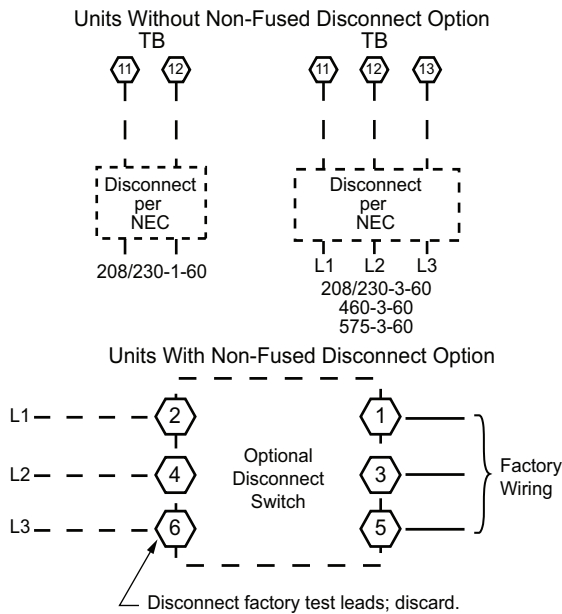 Units Without Non-Fused Disconnect Option
TB
TB
11
12
11
12
13
Disconnect
per
NEC
Disconnect
per
NEC
208/230-1-60
L1
L2
L3
208/230-3-60
460-3-60
575-3-60
Units With Non-Fused Disconnect Option
L1
2
1
L2
4
3
L3
6
5
Optional
Disconnect
Switch
Factory
Wiring
Disconnect factory test leads; discard.